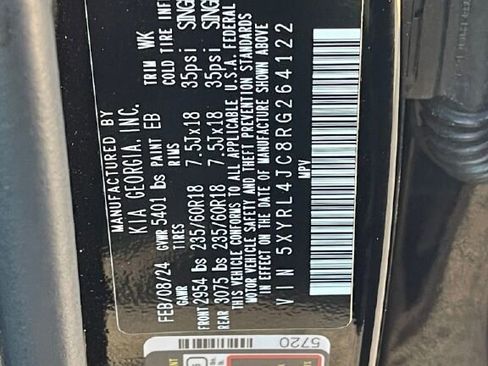 MANUFACTURED BY
KIA GEORGIA, INC.
FEB/08/24 GVWR 5401 lbs PAINT EB TRIM WK
GAWR TIRES RIMS COLD TIRE INF
FRONT 2954 lbs 235/60R18 7.5Jx18 35psi SINGL
REAR 3075 lbs 235/60R18 7.5Jx18 35psi SINGL
THIS VEHICLE CONFORMS TO ALL APPLICABLE U.S.A. FEDERAL
MOTOR VEHICLE SAFETY AND THEFT PREVENTION STANDARDS
IN EFFECT ON THE DATE OF MANUFACTURE SHOWN ABOVE
VIN 5XYRL4JC8RG264122
MPV
5720